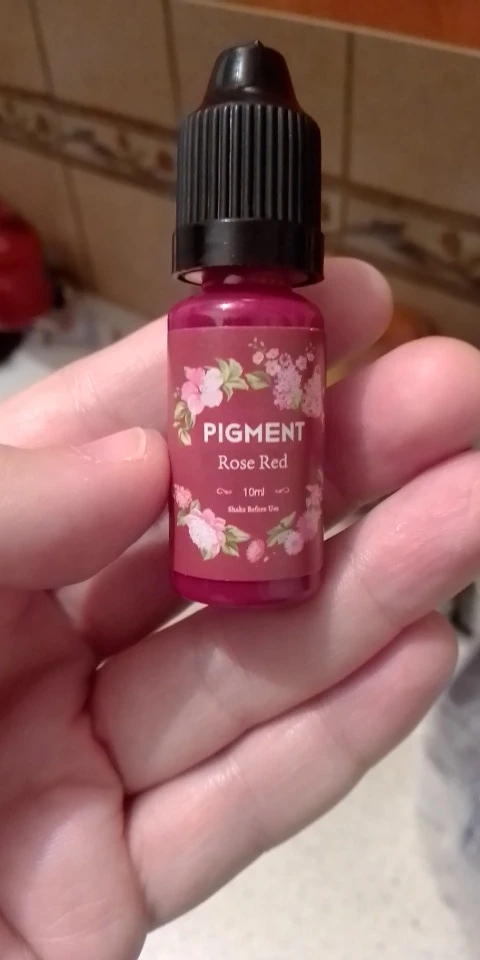 PIGMENT
Rose Red
10ml
Shake Before Use